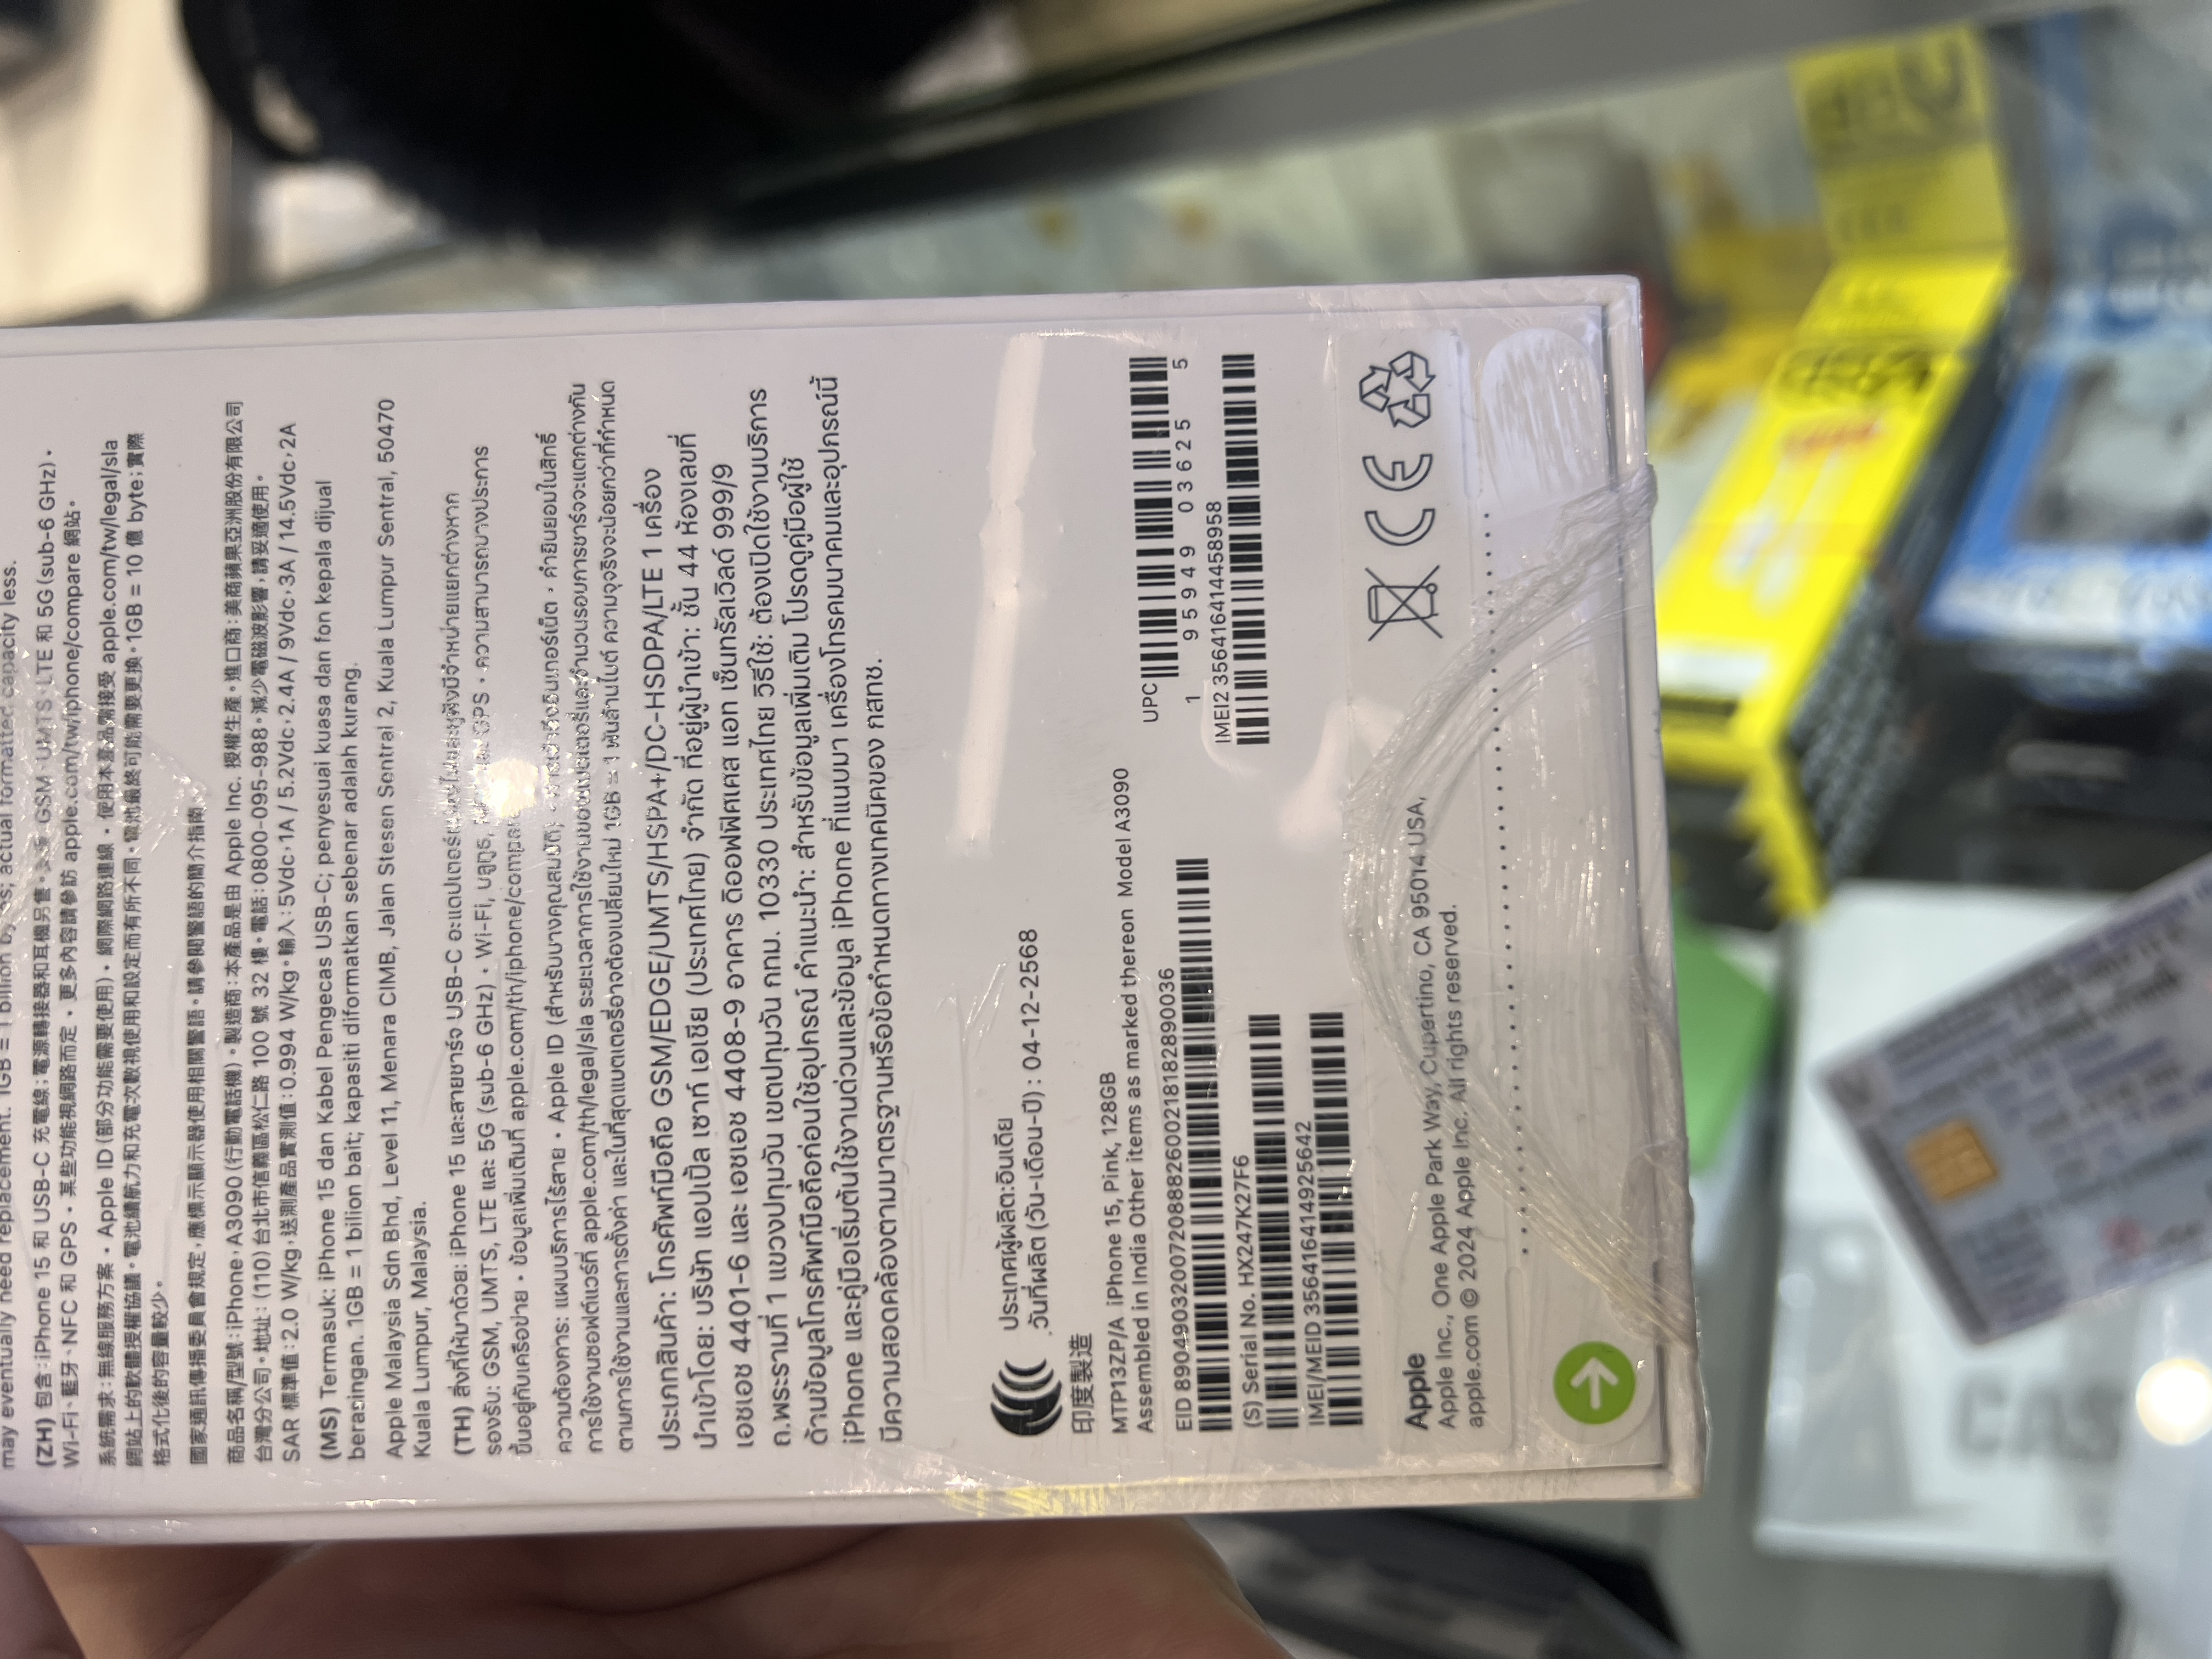 may eventually need replacement. 1GB = 1 billion bytes; actual formatted capacity less.
(ZH) 包含：iPhone 15 和 USB-C 充電線；電源轉接器和耳機另售。支援 GSM、UMTS、LTE 和 5G (sub-6 GHz)・
Wi-Fi、藍牙、NFC 和 GPS・某些功能視網路而定・更多內容請參訪 apple.com/tw/iphone/compare 網站。
系統需求：無線服務方案・Apple ID (部分功能需要使用)・網際網路連線・使用本產品需接受 apple.com/tw/legal/sla
網站上的軟體授權協議。電池續航力和充電次數視使用和設定而有所不同。電池最終可能需要更換。1GB = 10 億 byte；實際
格式化後的容量較少。
國家通訊傳播委員會規定，應標示顯示器使用相關警語。請參閱警語的簡介指南。
商品名稱/型號：iPhone，A3090 (行動電話機)。製造商：本產品是由 Apple Inc. 授權生產。進口商：美商蘋果亞洲股份有限公司
台灣分公司。地址：(110) 台北市信義區松仁路 100 號 32 樓。電話：0800-095-988。減少電磁波影響，請妥適使用。
SAR 標準值：2.0 W/kg，送測產品實測值：0.994 W/kg。輸入：5Vdc，1A / 5.2Vdc，2.4A / 9Vdc，3A / 14.5Vdc，2A
(MS) Termasuk: iPhone 15 dan Kabel Pengecas USB-C; penyesuai kuasa dan fon kepala dijual
berasingan. 1GB = 1 bilion bait; kapasiti diformatkan sebenar adalah kurang.
Apple Malaysia Sdn Bhd, Level 11, Menara CIMB, Jalan Stesen Sentral 2, Kuala Lumpur Sentral, 50470
Kuala Lumpur, Malaysia.
(TH) สิ่งที่ให้มาด้วย: iPhone 15 และสายชาร์จ USB-C อะแดปเตอร์แปลงไฟและหูฟังมีจำหน่ายแยกต่างหาก
รองรับ: GSM, UMTS, LTE และ 5G (sub-6 GHz)・Wi-Fi, บลูทูธ, GPS・ความสามารถบางประการ
ขึ้นอยู่กับเครือข่าย・ข้อมูลเพิ่มเติมที่ apple.com/th/iphone/compare
ความต้องการ: แผนบริการไร้สาย・Apple ID (สำหรับบางคุณสมบัติ)・การเข้าถึงอินเทอร์เน็ต・คำยินยอมในสิทธิ์
การใช้งานซอฟต์แวร์ที่ apple.com/th/legal/sla ระยะเวลาการใช้งานของแบตเตอรี่และจำนวนรอบการชาร์จจะแตกต่างกัน
ตามการใช้งานและการตั้งค่า และในที่สุดแบตเตอรี่อาจต้องเปลี่ยนใหม่ 1GB = 1 พันล้านไบต์ ความจุจริงจะน้อยกว่าที่กำหนด
ประเภทสินค้า: โทรศัพท์มือถือ GSM/EDGE/UMTS/HSPA+/DC-HSDPA/LTE 1 เครื่อง
นำเข้าโดย: บริษัท แอปเปิ้ล เซาท์ เอเชีย (ประเทศไทย) จำกัด ที่อยู่ผู้นำเข้า: ชั้น 44 ห้องเลขที่
เอชเอช 4401-6 และ เอชเอช 4408-9 อาคาร ดิออฟฟิศเศส แอท เซ็นทรัลเวิลด์ 999/9
ถ.พระรามที่ 1 แขวงปทุมวัน เขตปทุมวัน กทม. 10330 ประเทศไทย วิธีใช้: ต้องเปิดใช้งานบริการ
ด้านข้อมูลโทรศัพท์มือถือก่อนใช้อุปกรณ์ คำแนะนำ: สำหรับข้อมูลเพิ่มเติม โปรดดูคู่มือผู้ใช้
iPhone และคู่มือเริ่มต้นใช้งานด่วนและข้อมูล iPhone ที่แนบมา เครื่องโทรคมนาคมและอุปกรณ์นี้
มีความสอดคล้องตามมาตรฐานหรือข้อกำหนดทางเทคนิคของ กสทช.
ประเทศผู้ผลิต:อินเดีย
วันที่ผลิต (วัน-เดือน-ปี) : 04-12-2568
印度製造
MTP13ZP/A iPhone 15, Pink, 128GB
Assembled in India Other items as marked thereon Model A3090
EID 89049032007208882600218182890036
UPC
1 95949 03625 5
(S) Serial No. HX247K27F6
IMEI2 356416414458958
IMEI/MEID 356416414925642
Apple
Apple Inc., One Apple Park Way, Cupertino, CA 95014 USA,
apple.com © 2024 Apple Inc. All rights reserved.
CE